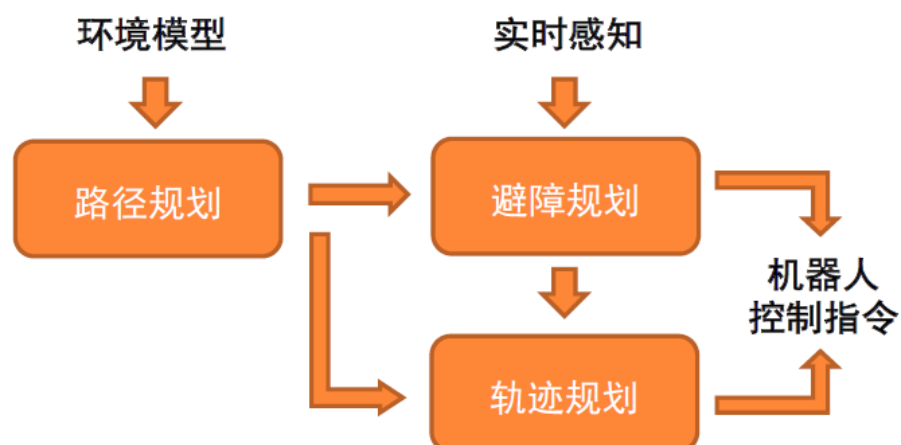 环境模型
实时感知
路径规划
避障规划
机器人
控制指令
轨迹规划